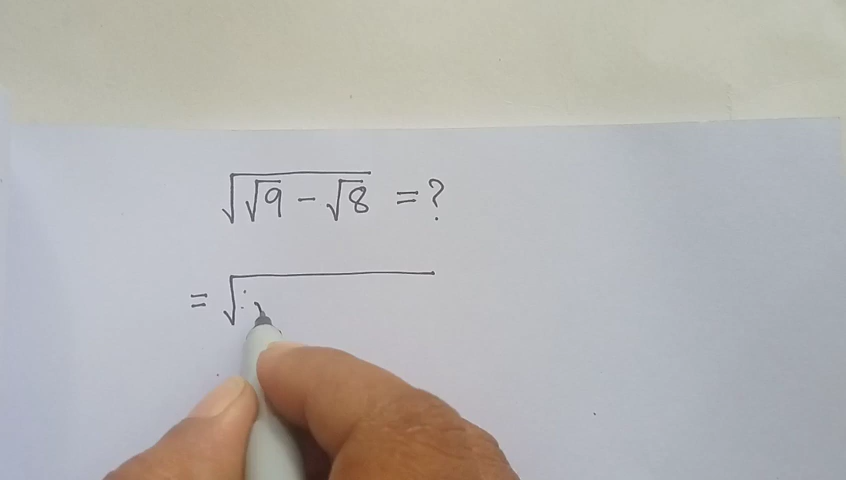 √(√9 - √8) = ?
= √